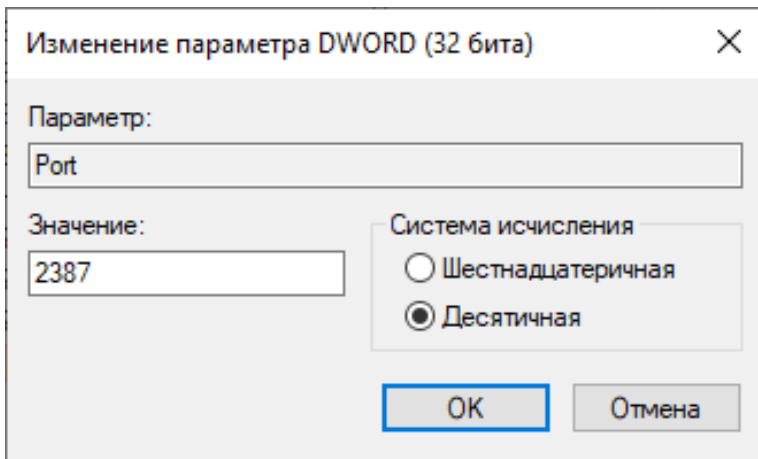 Изменение параметра DWORD (32 бита)
Параметр:
Port
Значение:
2387
Система исчисления
Шестнадцатеричная
Десятичная
OK
Отмена